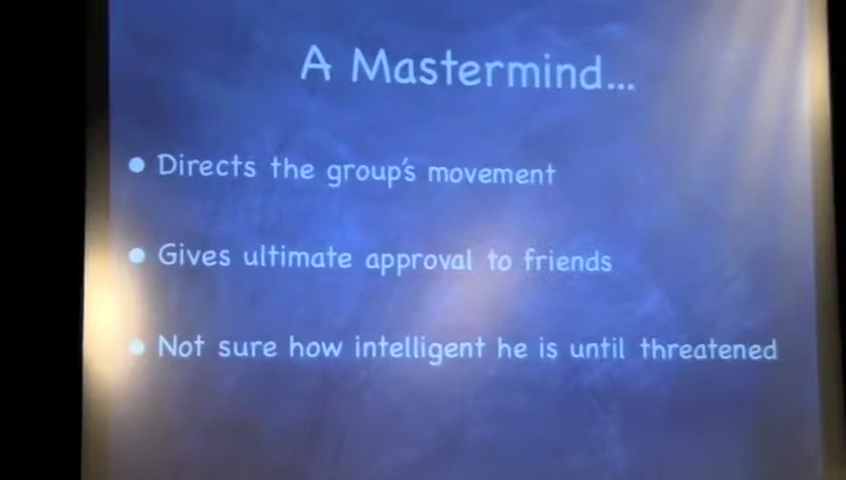 A Mastermind...
• Directs the group's movement
• Gives ultimate approval to friends
• Not sure how intelligent he is until threatened